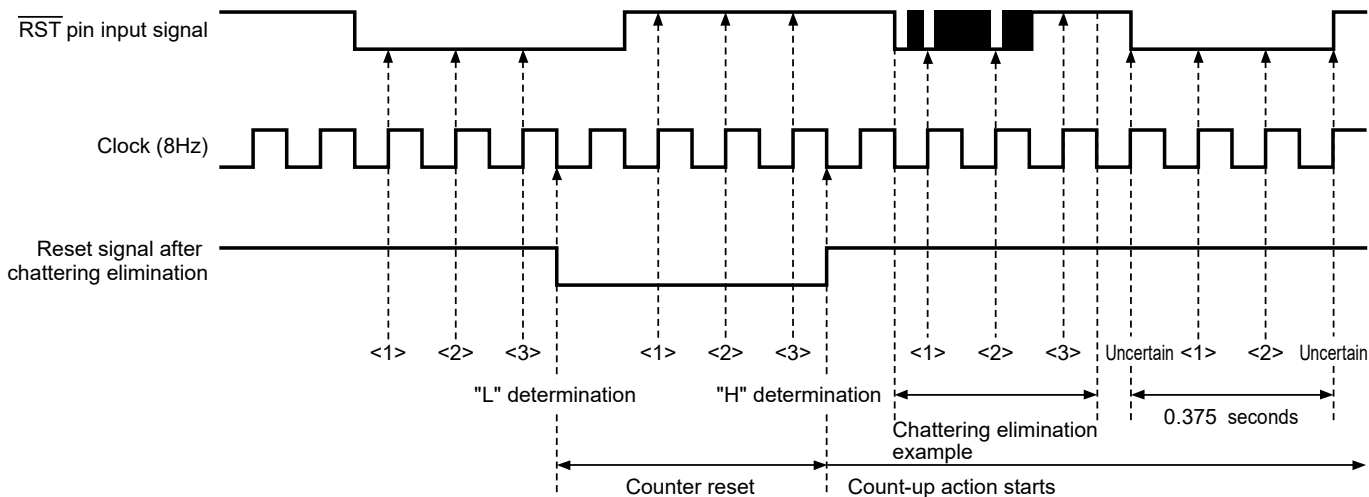 RST pin input signal
Clock (8Hz)
Reset signal after
chattering elimination
<1> <2> <3> <1> <2> <3> <1> <2> <3> Uncertain <1> <2> Uncertain
"L" determination "H" determination
0.375 seconds
Chattering elimination
example
Counter reset Count-up action starts